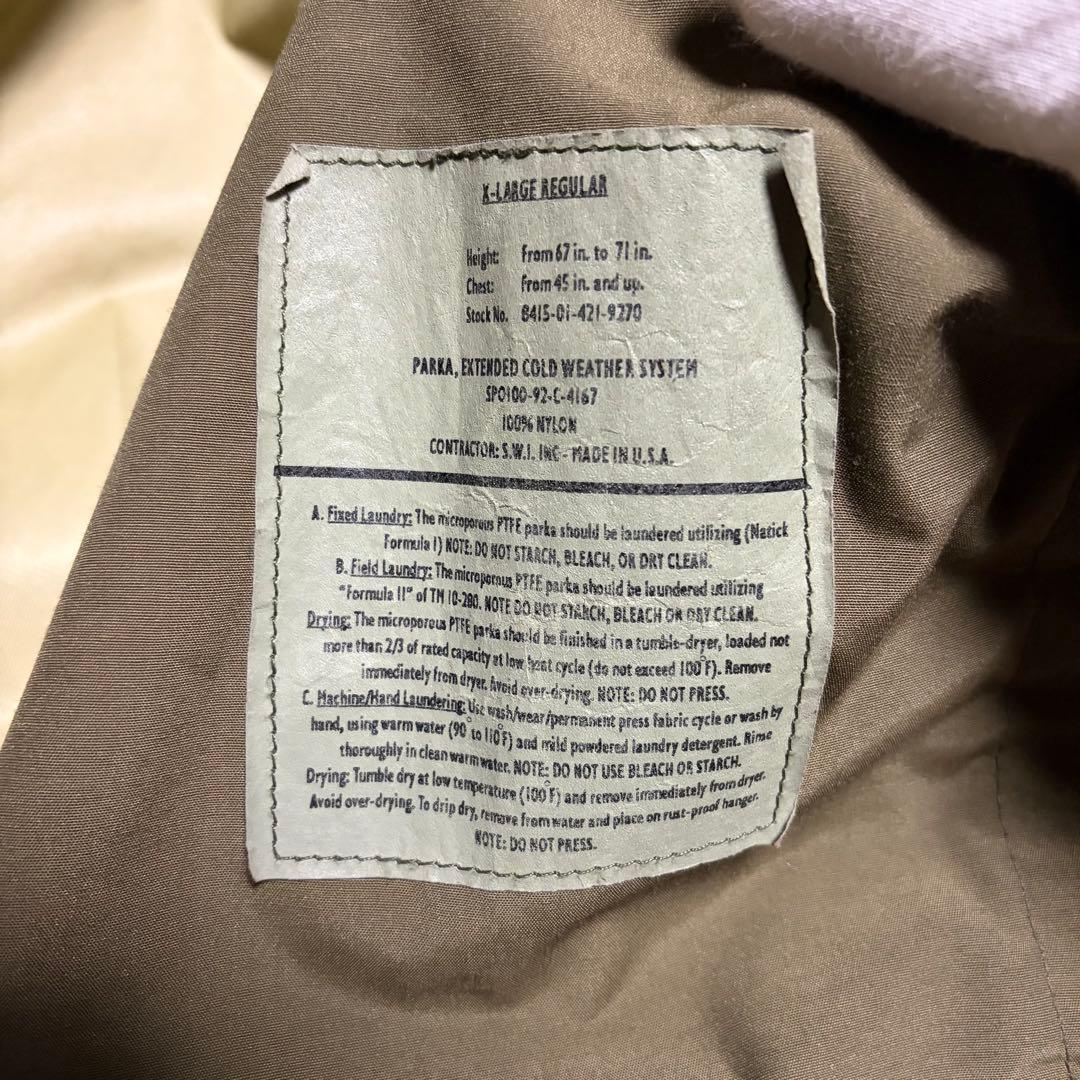 X-LARGE REGULAR
Height: from 67 in. to 71 in.
Chest: from 45 in. and up.
Stock No. 8415-01-421-9270
PARKA, EXTENDED COLD WEATHER SYSTEM
SPO100-92-C-4167
100% NYLON
CONTRACTOR: S.W.I. INC - MADE IN U.S.A.
A. Fixed Laundry: The microporous PTFE parka should be laundered utilizing (Natick
Formula I) NOTE: DO NOT STARCH, BLEACH, OR DRY CLEAN.
B. Field Laundry: The microporous PTFE parka should be laundered utilizing
"Formula II" of TM 10-280. NOTE DO NOT STARCH, BLEACH OR DRY CLEAN.
Drying: The microporous PTFE parka should be finished in a tumble-dryer, loaded not
more than 2/3 of rated capacity at low heat cycle (do not exceed 100°F). Remove
immediately from dryer. Avoid over-drying. NOTE: DO NOT PRESS.
C. Machine/Hand Laundering: Use wash/wear/permanent press fabric cycle or wash by
hand, using warm water (90° to 110°F) and mild powdered laundry detergent. Rinse
thoroughly in clean warm water. NOTE: DO NOT USE BLEACH OR STARCH.
Drying: Tumble dry at low temperature (100°F) and remove immediately from dryer.
Avoid over-drying. To drip dry, remove from water and place on rust-proof hanger.
NOTE: DO NOT PRESS.